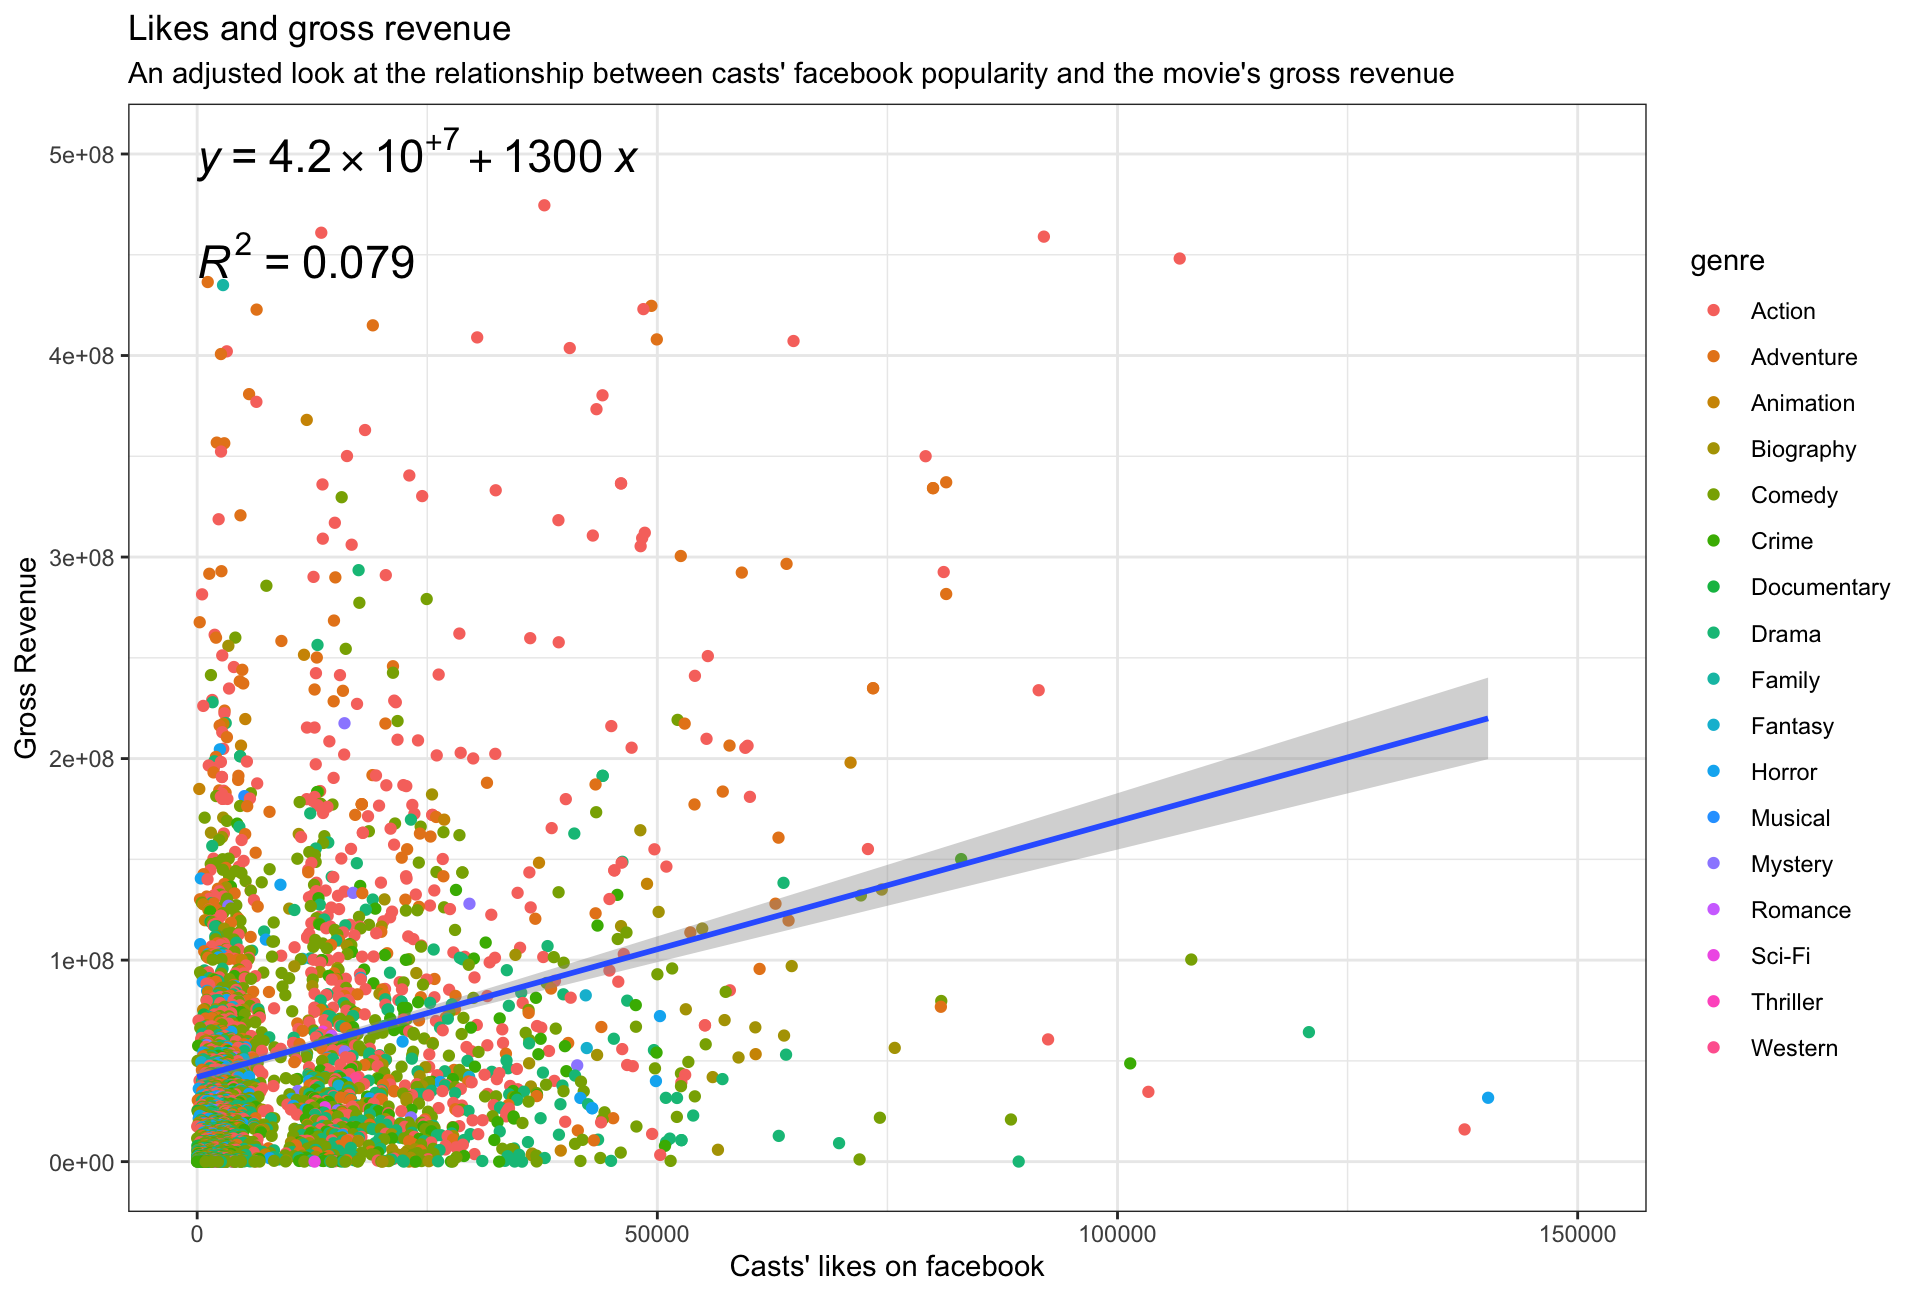 Likes and gross revenue
An adjusted look at the relationship between casts' facebook popularity and the movie's gross revenue
y = 4.2 × 10⁺⁷ + 1300 x
R² = 0.079
5e+08
4e+08
3e+08
2e+08
1e+08
0e+00
Gross Revenue
0
50000
100000
150000
Casts' likes on facebook
genre
Action
Adventure
Animation
Biography
Comedy
Crime
Documentary
Drama
Family
Fantasy
Horror
Musical
Mystery
Romance
Sci-Fi
Thriller
Western